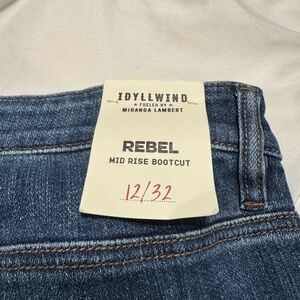 IDYLLWIND
FUELED BY
MIRANDA LAMBERT
REBEL
MID RISE BOOTCUT
12/32